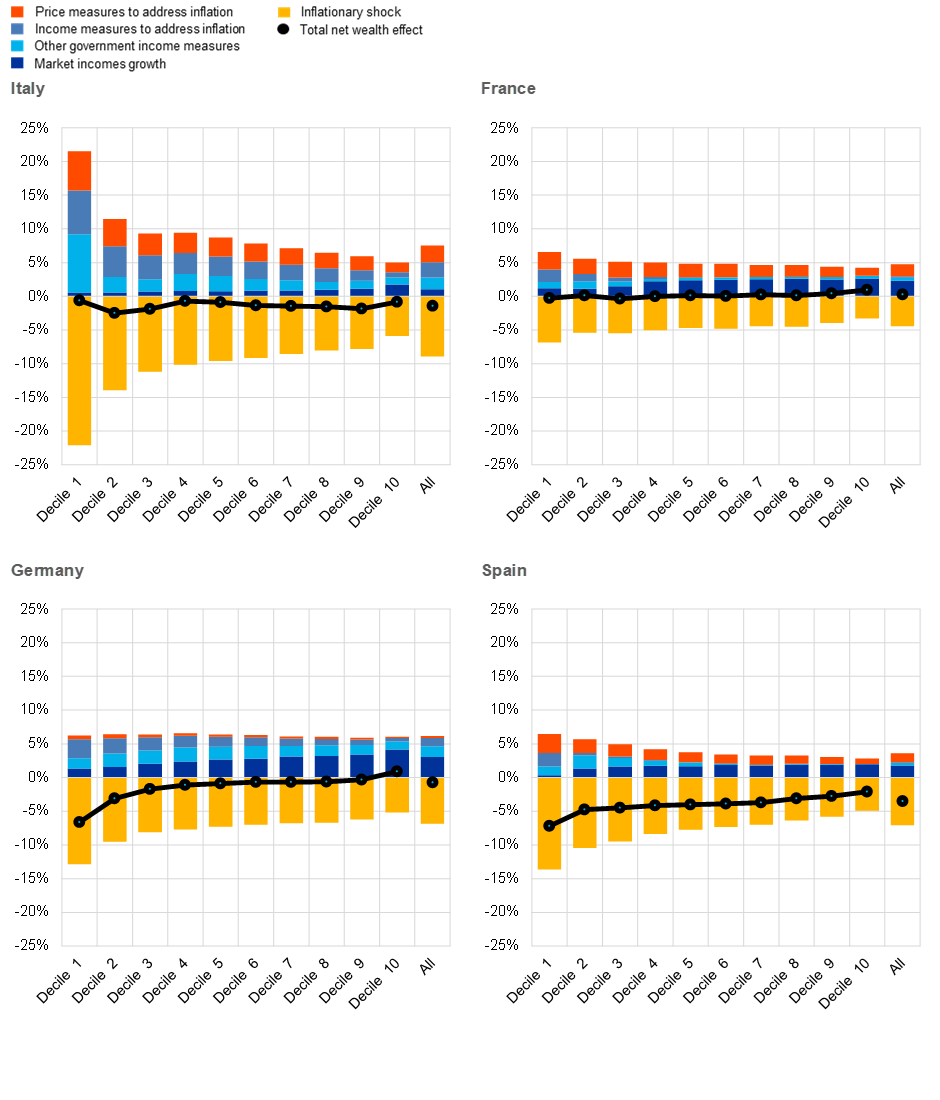 Price measures to address inflation
Income measures to address inflation
Other government income measures
Market incomes growth
Inflationary shock
Total net wealth effect
Italy
25%
20%
15%
10%
5%
0%
-5%
-10%
-15%
-20%
-25%
Decile 1
Decile 2
Decile 3
Decile 4
Decile 5
Decile 6
Decile 7
Decile 8
Decile 9
Decile 10
All
France
25%
20%
15%
10%
5%
0%
-5%
-10%
-15%
-20%
-25%
Decile 1
Decile 2
Decile 3
Decile 4
Decile 5
Decile 6
Decile 7
Decile 8
Decile 9
Decile 10
All
Germany
25%
20%
15%
10%
5%
0%
-5%
-10%
-15%
-20%
-25%
Decile 1
Decile 2
Decile 3
Decile 4
Decile 5
Decile 6
Decile 7
Decile 8
Decile 9
Decile 10
All
Spain
25%
20%
15%
10%
5%
0%
-5%
-10%
-15%
-20%
-25%
Decile 1
Decile 2
Decile 3
Decile 4
Decile 5
Decile 6
Decile 7
Decile 8
Decile 9
Decile 10
All